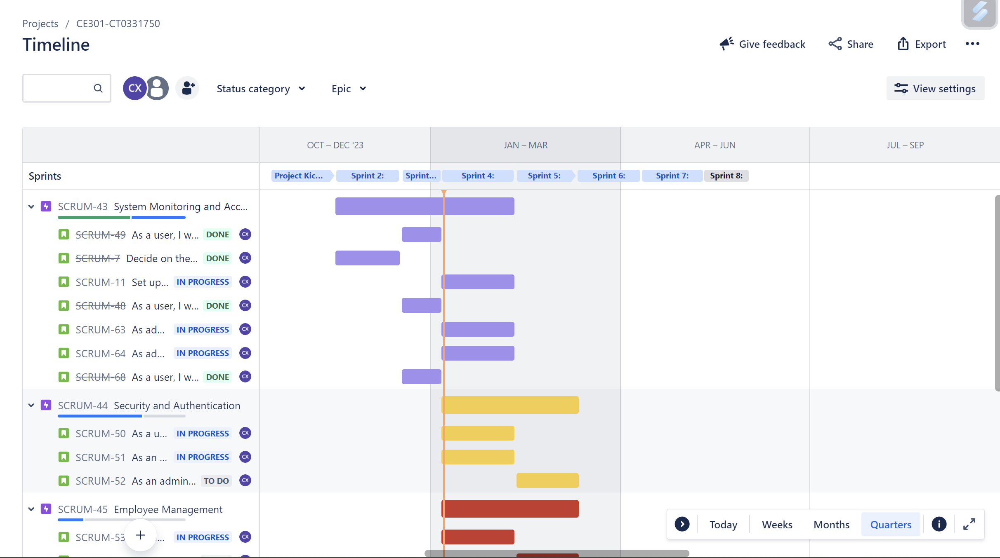 Projects / CE301-CT0331750
Timeline
Give feedback
Share
Export
CX
Status category
Epic
View settings
OCT – DEC '23
JAN – MAR
APR – JUN
JUL – SEP
Sprints
Project Kic...
Sprint 2:
Sprint...
Sprint 4:
Sprint 5:
Sprint 6:
Sprint 7:
Sprint 8:
SCRUM-43 System Monitoring and Acc...
SCRUM-49 As a user, I w... DONE CX
SCRUM-7 Decide on the... DONE CX
SCRUM-11 Set up... IN PROGRESS CX
SCRUM-48 As a user, I w... DONE CX
SCRUM-63 As ad... IN PROGRESS CX
SCRUM-64 As ad... IN PROGRESS CX
SCRUM-68 As a user, I w... DONE CX
SCRUM-44 Security and Authentication
SCRUM-50 As a u... IN PROGRESS CX
SCRUM-51 As an ... IN PROGRESS CX
SCRUM-52 As an admin... TO DO CX
SCRUM-45 Employee Management
SCRUM-53 ... IN PROGRESS CX
Today
Weeks
Months
Quarters